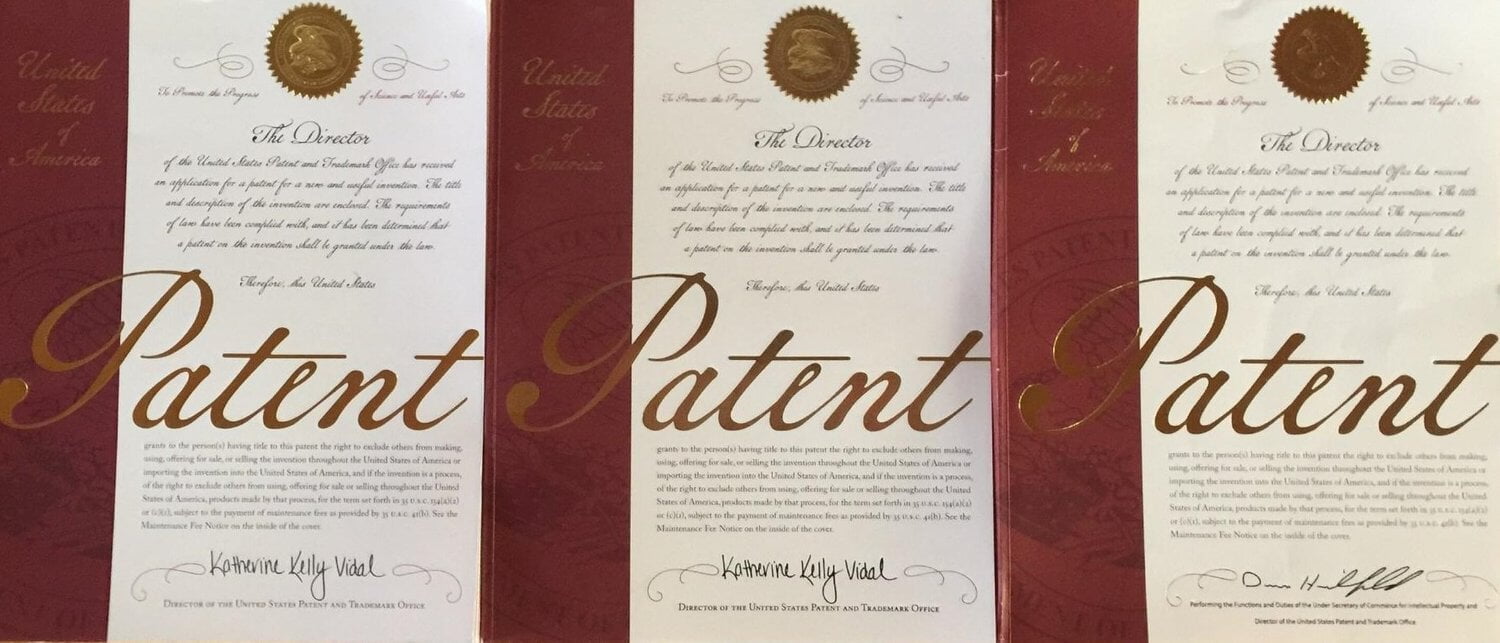 United
States
of
America
To Promote the Progress
of Science and Useful Arts
The Director
of the United States Patent and Trademark Office has received
an application for a patent for a new and useful invention. The title
and description of the invention are enclosed. The requirements
of law have been complied with, and it has been determined that
a patent on the invention shall be granted under the law.
Therefore, this United States
Patent
grants to the person(s) having title to this patent the right to exclude others from making,
using, offering for sale, or selling the invention throughout the United States of America or
importing the invention into the United States of America, and if the invention is a process,
of the right to exclude others from using, offering for sale or selling throughout the United
States of America, products made by that process, for the term set forth in 35 U.S.C. 154(a)(2)
or (c)(1), subject to the payment of maintenance fees as provided by 35 U.S.C. 41(b). See the
Maintenance Fee Notice on the inside of the cover.
Katherine Kelly Vidal
DIRECTOR OF THE UNITED STATES PATENT AND TRADEMARK OFFICE
United
States
of
America
To Promote the Progress
of Science and Useful Arts
The Director
of the United States Patent and Trademark Office has received
an application for a patent for a new and useful invention. The title
and description of the invention are enclosed. The requirements
of law have been complied with, and it has been determined that
a patent on the invention shall be granted under the law.
Therefore, this United States
Patent
grants to the person(s) having title to this patent the right to exclude others from making,
using, offering for sale, or selling the invention throughout the United States of America or
importing the invention into the United States of America, and if the invention is a process,
of the right to exclude others from using, offering for sale or selling throughout the United
States of America, products made by that process, for the term set forth in 35 U.S.C. 154(a)(2)
or (c)(1), subject to the payment of maintenance fees as provided by 35 U.S.C. 41(b). See the
Maintenance Fee Notice on the inside of the cover.
Katherine Kelly Vidal
DIRECTOR OF THE UNITED STATES PATENT AND TRADEMARK OFFICE
United
States
of
America
To Promote the Progress
of Science and Useful Arts
The Director
of the United States Patent and Trademark Office has received
an application for a patent for a new and useful invention. The title
and description of the invention are enclosed. The requirements
of law have been complied with, and it has been determined that
a patent on the invention shall be granted under the law.
Therefore, this United States
Patent
grants to the person(s) having title to this patent the right to exclude others from making,
using, offering for sale, or selling the invention throughout the United States of America or
importing the invention into the United States of America, and if the invention is a process,
of the right to exclude others from using, offering for sale or selling throughout the United
States of America, products made by that process, for the term set forth in 35 U.S.C. 154(a)(2)
or (c)(1), subject to the payment of maintenance fees as provided by 35 U.S.C. 41(b). See the
Maintenance Fee Notice on the inside of the cover.
Performing the Functions and Duties of the Under Secretary of Commerce for Intellectual Property and
Director of the United States Patent and Trademark Office